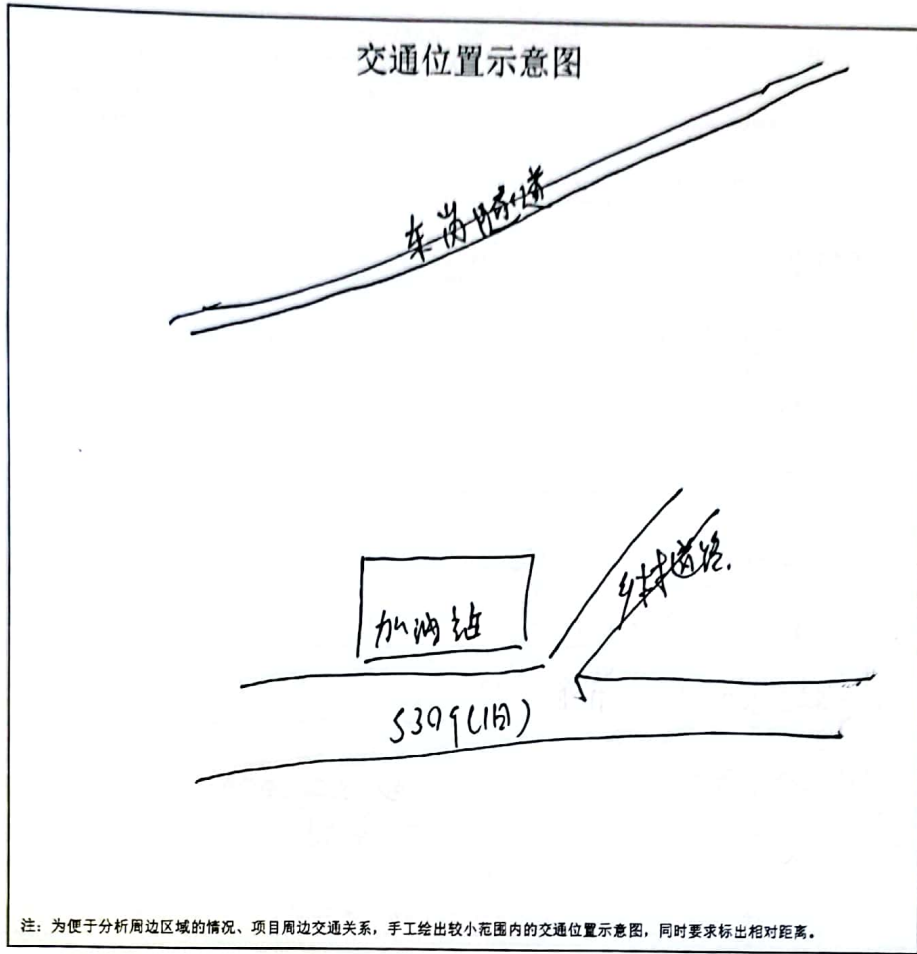 交通位置示意图
东岗隧道
乡村道路.
加油站
S309(旧)
注：为便于分析周边区域的情况、项目周边交通关系，手工绘出较小范围内的交通位置示意图，同时要求标出相对距离。